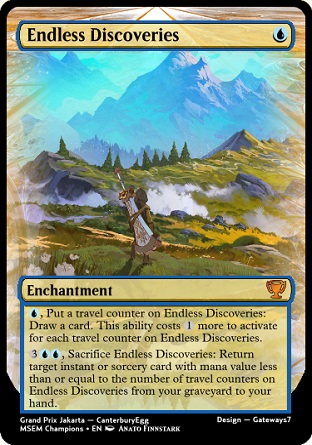 Endless Discoveries
Enchantment
, Put a travel counter on Endless Discoveries:
Draw a card. This ability costs 1 more to activate
for each travel counter on Endless Discoveries.
3 , Sacrifice Endless Discoveries: Return
target instant or sorcery card with mana value less
than or equal to the number of travel counters on
Endless Discoveries from your graveyard to your
hand.
Grand Prix Jakarta — CanterburyEgg
Design — Gateways7
MSEM Champions • EN Anato Finnstark